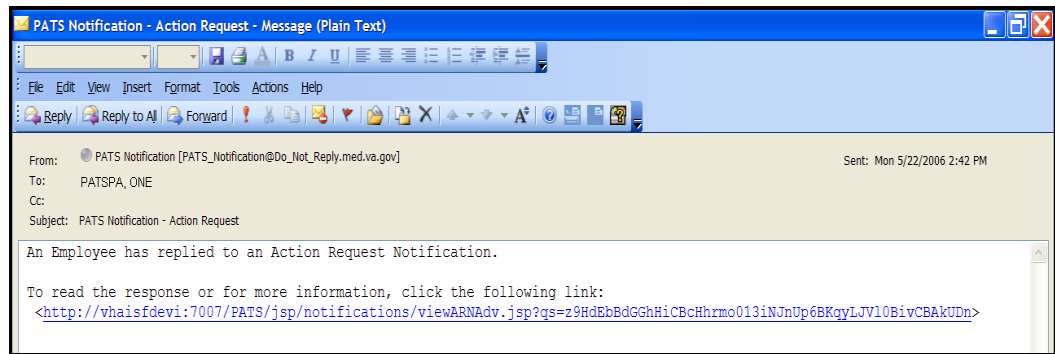 PATS Notification - Action Request - Message (Plain Text)
A B I U
File Edit View Insert Format Tools Actions Help
Reply Reply to All Forward
From: PATS Notification [PATS_Notification@Do_Not_Reply.med.va.gov] Sent: Mon 5/22/2006 2:42 PM
To: PATSPA, ONE
Cc:
Subject: PATS Notification - Action Request
An Employee has replied to an Action Request Notification.
To read the response or for more information, click the following link:
<http://vhaisfdevi:7007/PATS/jsp/notifications/viewARNAdv.jsp?qs=z9HdEbBdGGhHiCBcHhrmo013iNJnUp6BKqyLJVl0BivCBAkUDn>